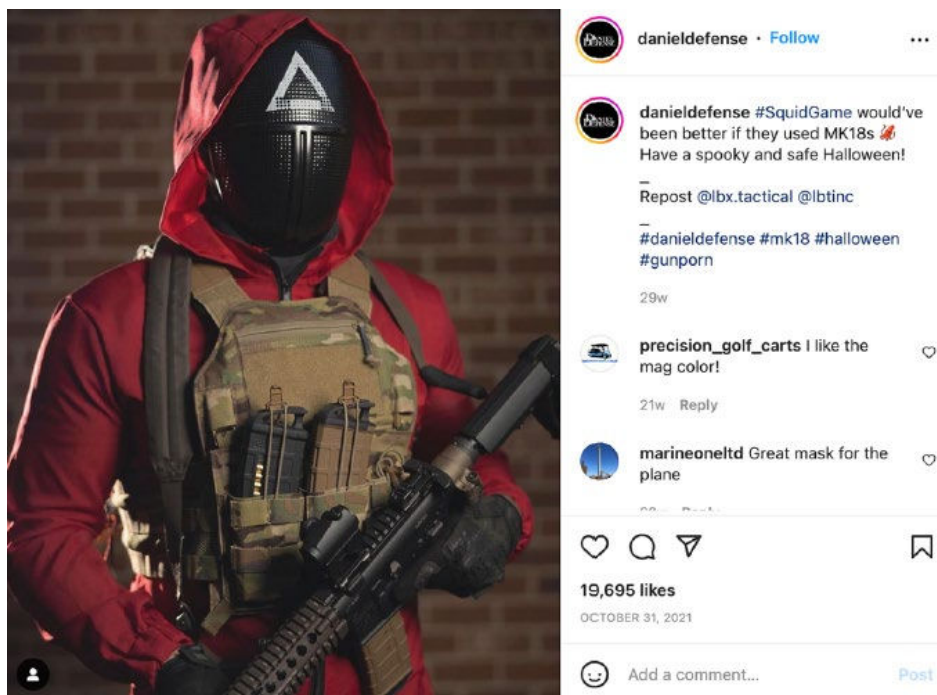 danieldefense • Follow
danieldefense #SquidGame would've
been better if they used MK18s 🦑
Have a spooky and safe Halloween!
_
Repost @lbx.tactical @lbtinc
_
#danieldefense #mk18 #halloween
#gunporn
29w
precision_golf_carts I like the
mag color!
21w Reply
marineoneltd Great mask for the
plane
19,695 likes
OCTOBER 31, 2021
Add a comment...
Post